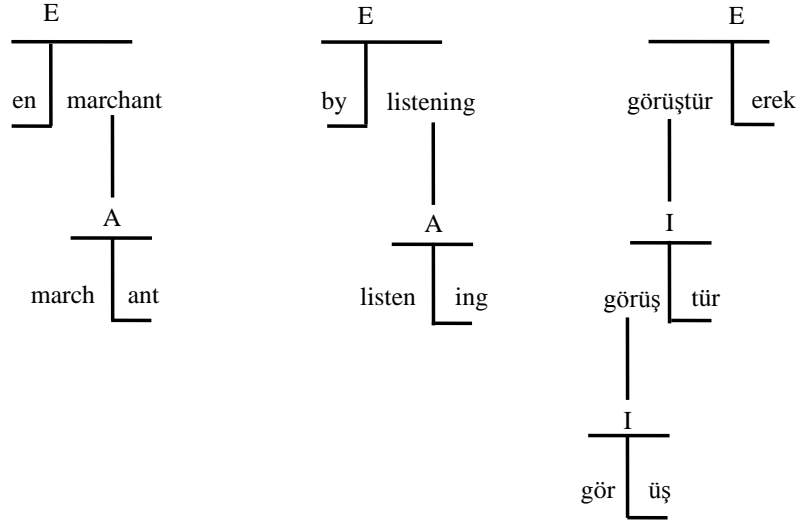 E E E
en marchant by listening görüştür erek
A A I
march ant listen ing görüş tür
I
gör üş